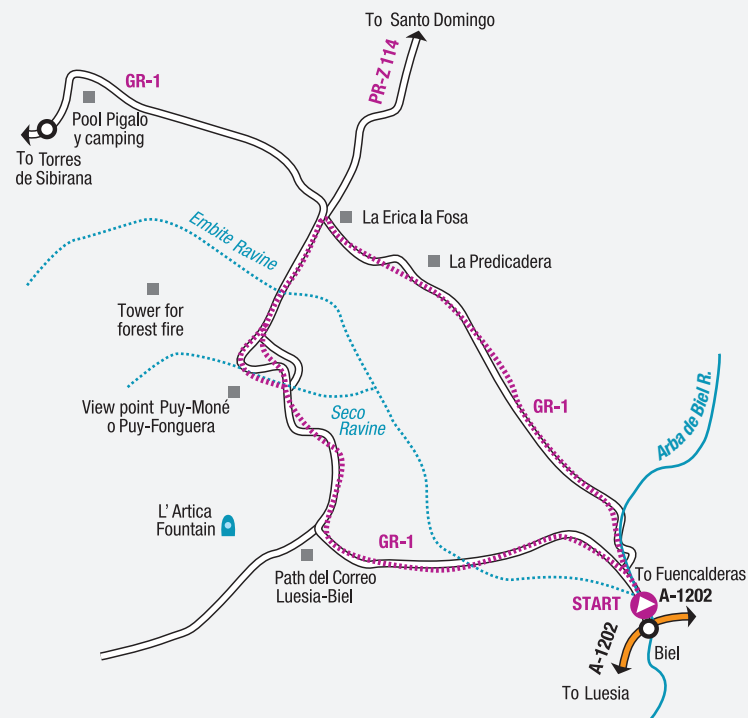 To Santo Domingo
PR-Z 114
GR-1
Pool Pigalo
y camping
To Torres
de Sibirana
La Erica la Fosa
Embite Ravine
La Predicadera
Tower for
forest fire
View point Puy-Moné
o Puy-Fonguera
Seco
Ravine
GR-1
Arba de Biel R.
L' Artica
Fountain
GR-1
Path del Correo
Luesia-Biel
To Fuencalderas
START
A-1202
A-1202
Biel
To Luesia